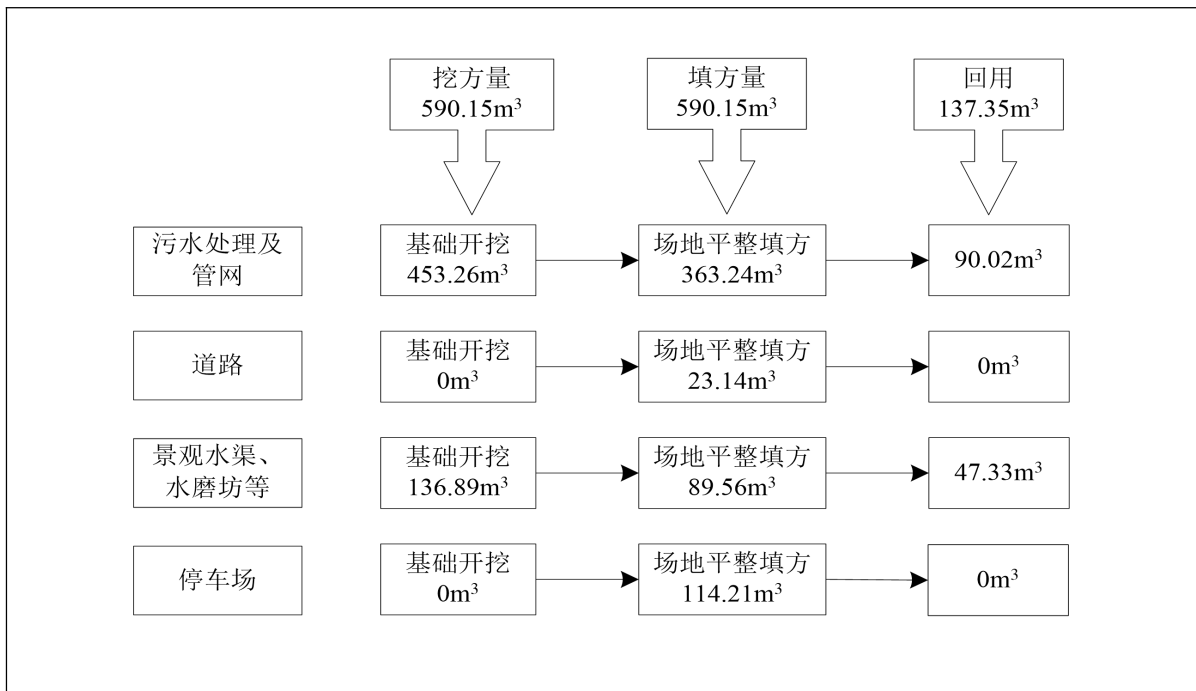 挖方量
590.15m³
填方量
590.15m³
回用
137.35m³
污水处理及
管网
基础开挖
453.26m³
场地平整填方
363.24m³
90.02m³
道路
基础开挖
0m³
场地平整填方
23.14m³
0m³
景观水渠、
水磨坊等
基础开挖
136.89m³
场地平整填方
89.56m³
47.33m³
停车场
基础开挖
0m³
场地平整填方
114.21m³
0m³